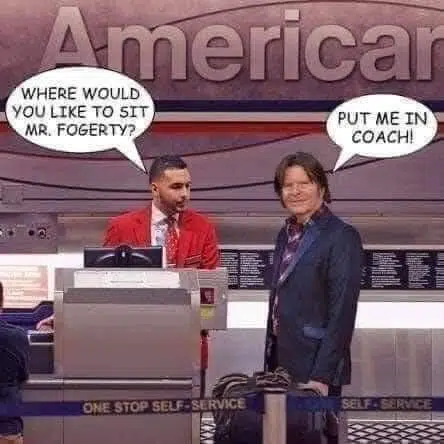 American
WHERE WOULD
YOU LIKE TO SIT
MR. FOGERTY?
PUT ME IN
COACH!
ONE STOP SELF-SERVICE
SELF-SERVICE